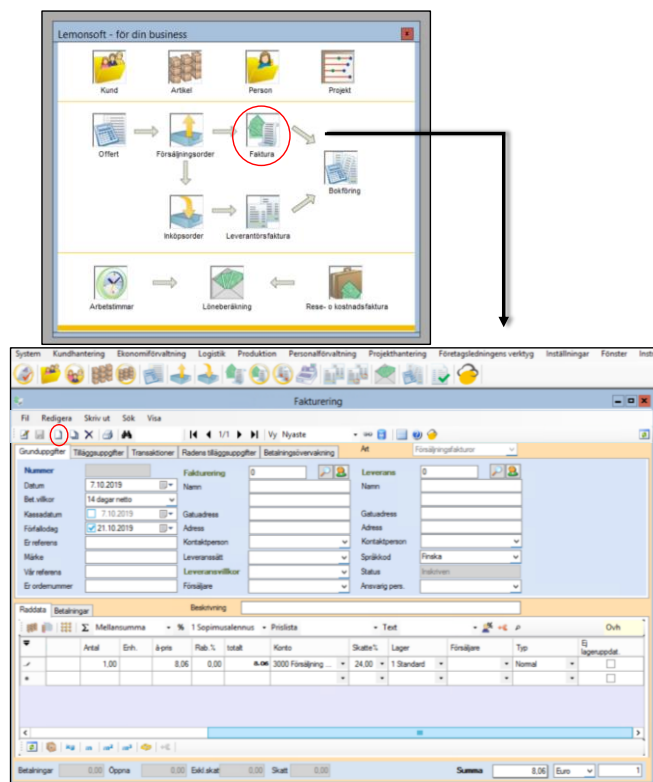 Lemonsoft - för din business
Kund Artikel Person Projekt
Offert Försäljningsorder Faktura
Bokföring
Inköpsorder Leverantörsfaktura
Arbetstimmar Löneberäkning Rese- o kostnadsfaktura
System Kundhantering Ekonomiförvaltning Logistik Produktion Personalförvaltning Projekthantering Företagsledningens verktyg Inställningar Fönster Inst
Fakturering
Fil Redigera Skriv ut Sök Visa
1/1 Vy Nyaste
Grunduppgifter Tilläggsuppgifter Transaktioner Radens tilläggsuppgifter Betalningsövervakning Art Försäljningsfakturor
Nummer Fakturering 0 Leverans 0
Datum 7.10.2019 Namn Namn
Bet.villkor 14 dagar netto
Kassadatum 7.10.2019 Gatuadress Gatuadress
Förfallodag 21.10.2019 Adress Adress
Er referens Kontaktperson Kontaktperson
Märke Leveranssätt Språkkod Finska
Vår referens Leveransvillkor Status Inskriven
Er ordernummer Försäljare Ansvarig pers.
Raddata Betalningar Beskrivning
Σ Mellansumma % 1 Sopimusalennus Prislista Text Ovh
Antal Enh. à-pris Rab.% totalt Konto Skatte% Lager Försäljare Typ Ej lageruppdat.
1,00 8,06 0,00 8.06 3000 Försäljning ... 24,00 1 Standard Normal
Betalningar 0,00 Öppna 0,00 Exkl.skat 0,00 Skatt 0,00 Summa 8,06 Euro 1